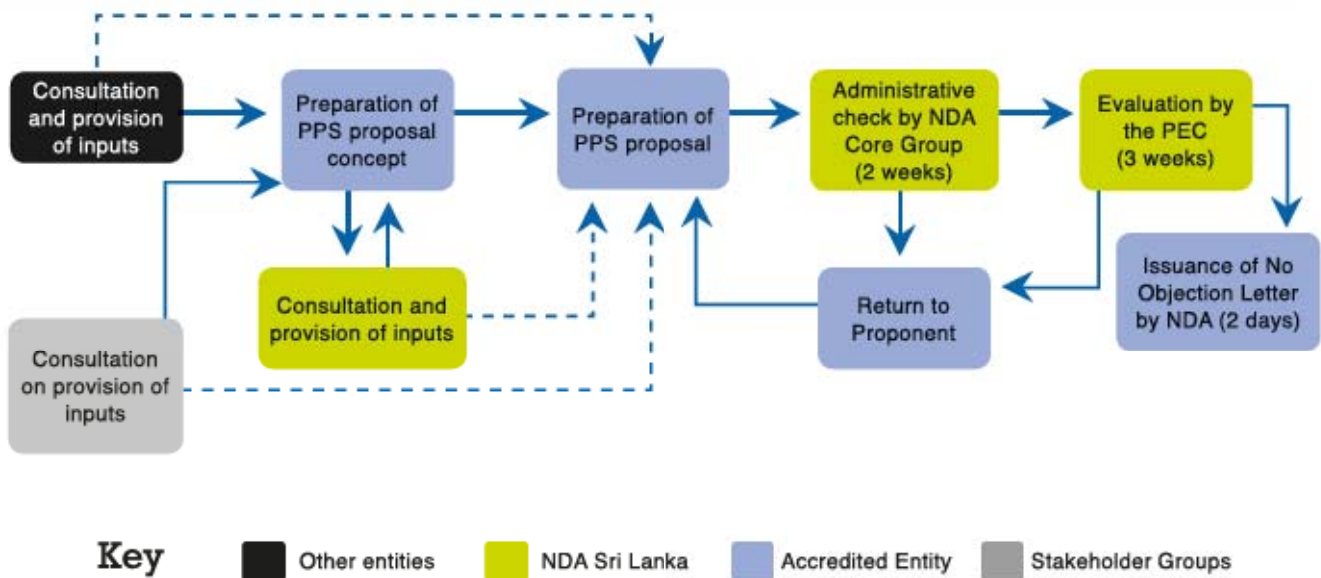 Consultation
and provision
of inputs
Preparation of
PPS proposal
concept
Preparation of
PPS proposal
Administrative
check by NDA
Core Group
(2 weeks)
Evaluation by
the PEC
(3 weeks)
Consultation and
provision of inputs
Return to
Proponent
Issuance of No
Objection Letter
by NDA (2 days)
Consultation
on provision of
inputs
Key
Other entities
NDA Sri Lanka
Accredited Entity
Stakeholder Groups